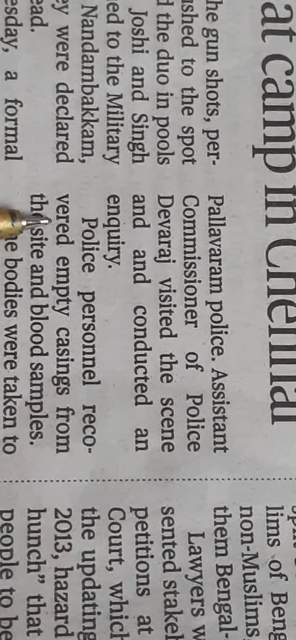 at camp in Chennai
he gun shots, per-
shed to the spot
d the duo in pools
Joshi and Singh
ed to the Military
Nandambakkam,
ey were declared
ead.
esday, a formal
Pallavaram police. Assistant
Commissioner of Police
Devaraj visited the scene
and and conducted an
enquiry.
Police personnel reco-
vered empty casings from
the site and blood samples.
bodies were taken to
lims of Beng
non-Muslims
them Bengal
Lawyers w
sented stake
petitions at
Court, which
the updating
2013, hazard
hunch” that
people to be